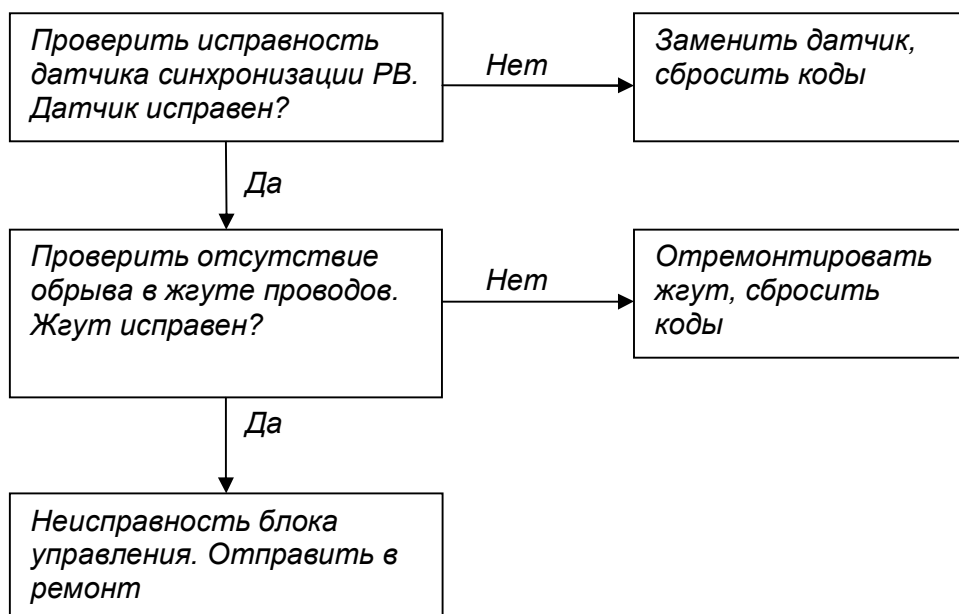 Проверить исправность
датчика синхронизации РВ.
Датчик исправен?
Нет
Заменить датчик,
сбросить коды
Да
Проверить отсутствие
обрыва в жгуте проводов.
Жгут исправен?
Нет
Отремонтировать
жгут, сбросить
коды
Да
Неисправность блока
управления. Отправить в
ремонт